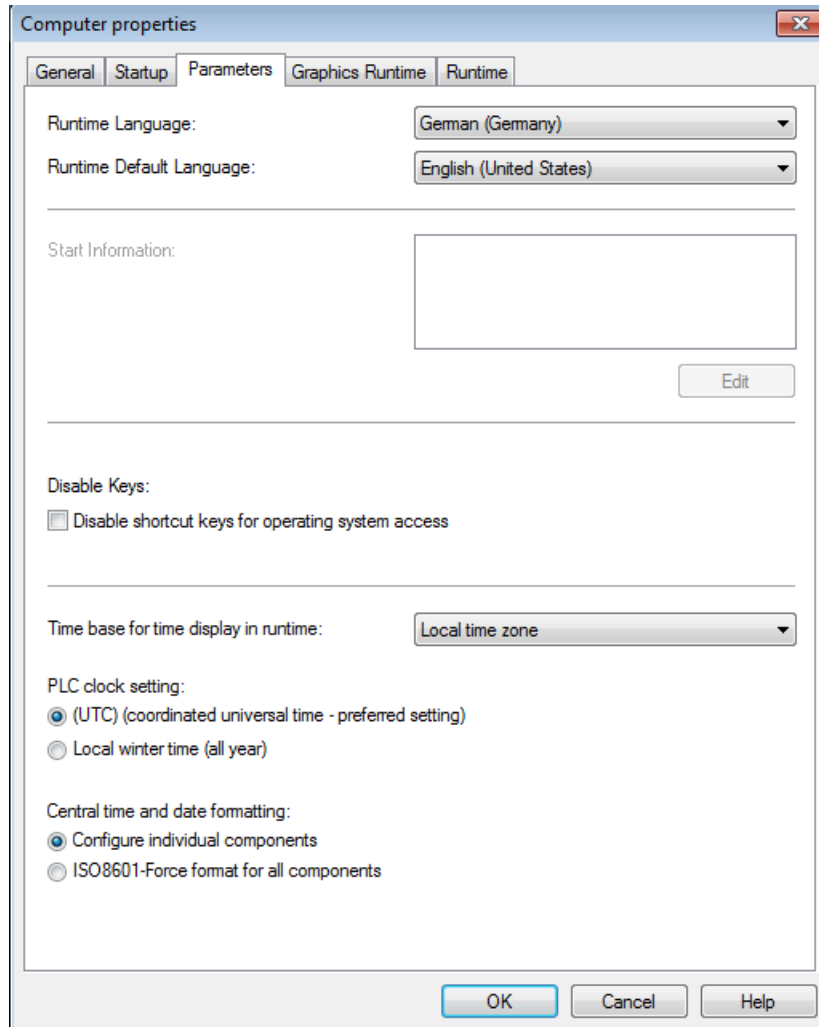 Computer properties
General Startup Parameters Graphics Runtime Runtime
Runtime Language: German (Germany)
Runtime Default Language: English (United States)
Start Information:
Edit
Disable Keys:
Disable shortcut keys for operating system access
Time base for time display in runtime: Local time zone
PLC clock setting:
(UTC) (coordinated universal time - preferred setting)
Local winter time (all year)
Central time and date formatting:
Configure individual components
ISO8601-Force format for all components
OK Cancel Help